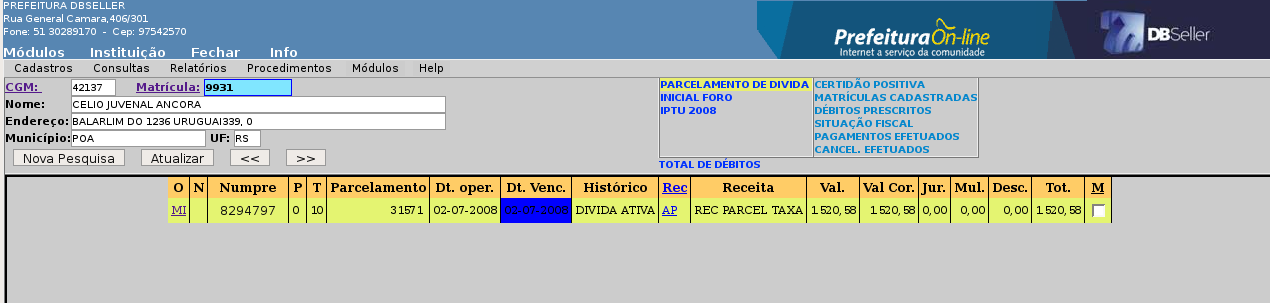 PREFEITURA DBSELLER
Rua General Camara,406/301
Fone: 51 30289170 - Cep: 97542570
Prefeitura On-line
Internet a serviço da comunidade
DBSeller
Módulos Instituição Fechar Info
Cadastros Consultas Relatórios Procedimentos Módulos Help
CGM: 42137 Matrícula: 9931
Nome: CELIO JUVENAL ANCORA
Endereço: BALARLIM DO 1236 URUGUAI339, 0
Município: POA UF: RS
Nova Pesquisa Atualizar << >>
PARCELAMENTO DE DIVIDA
INICIAL FORO
IPTU 2008
CERTIDÃO POSITIVA
MATRÍCULAS CADASTRADAS
DÉBITOS PRESCRITOS
SITUAÇÃO FISCAL
PAGAMENTOS EFETUADOS
CANCEL. EFETUADOS
TOTAL DE DÉBITOS
O N Numpre P T Parcelamento Dt. oper. Dt. Venc. Histórico Rec Receita Val. Val Cor. Jur. Mul. Desc. Tot. M
MI 8294797 0 10 31571 02-07-2008 02-07-2008 DIVIDA ATIVA AP REC PARCEL TAXA 1520,58 1520,58 0,00 0,00 0,00 1520,58